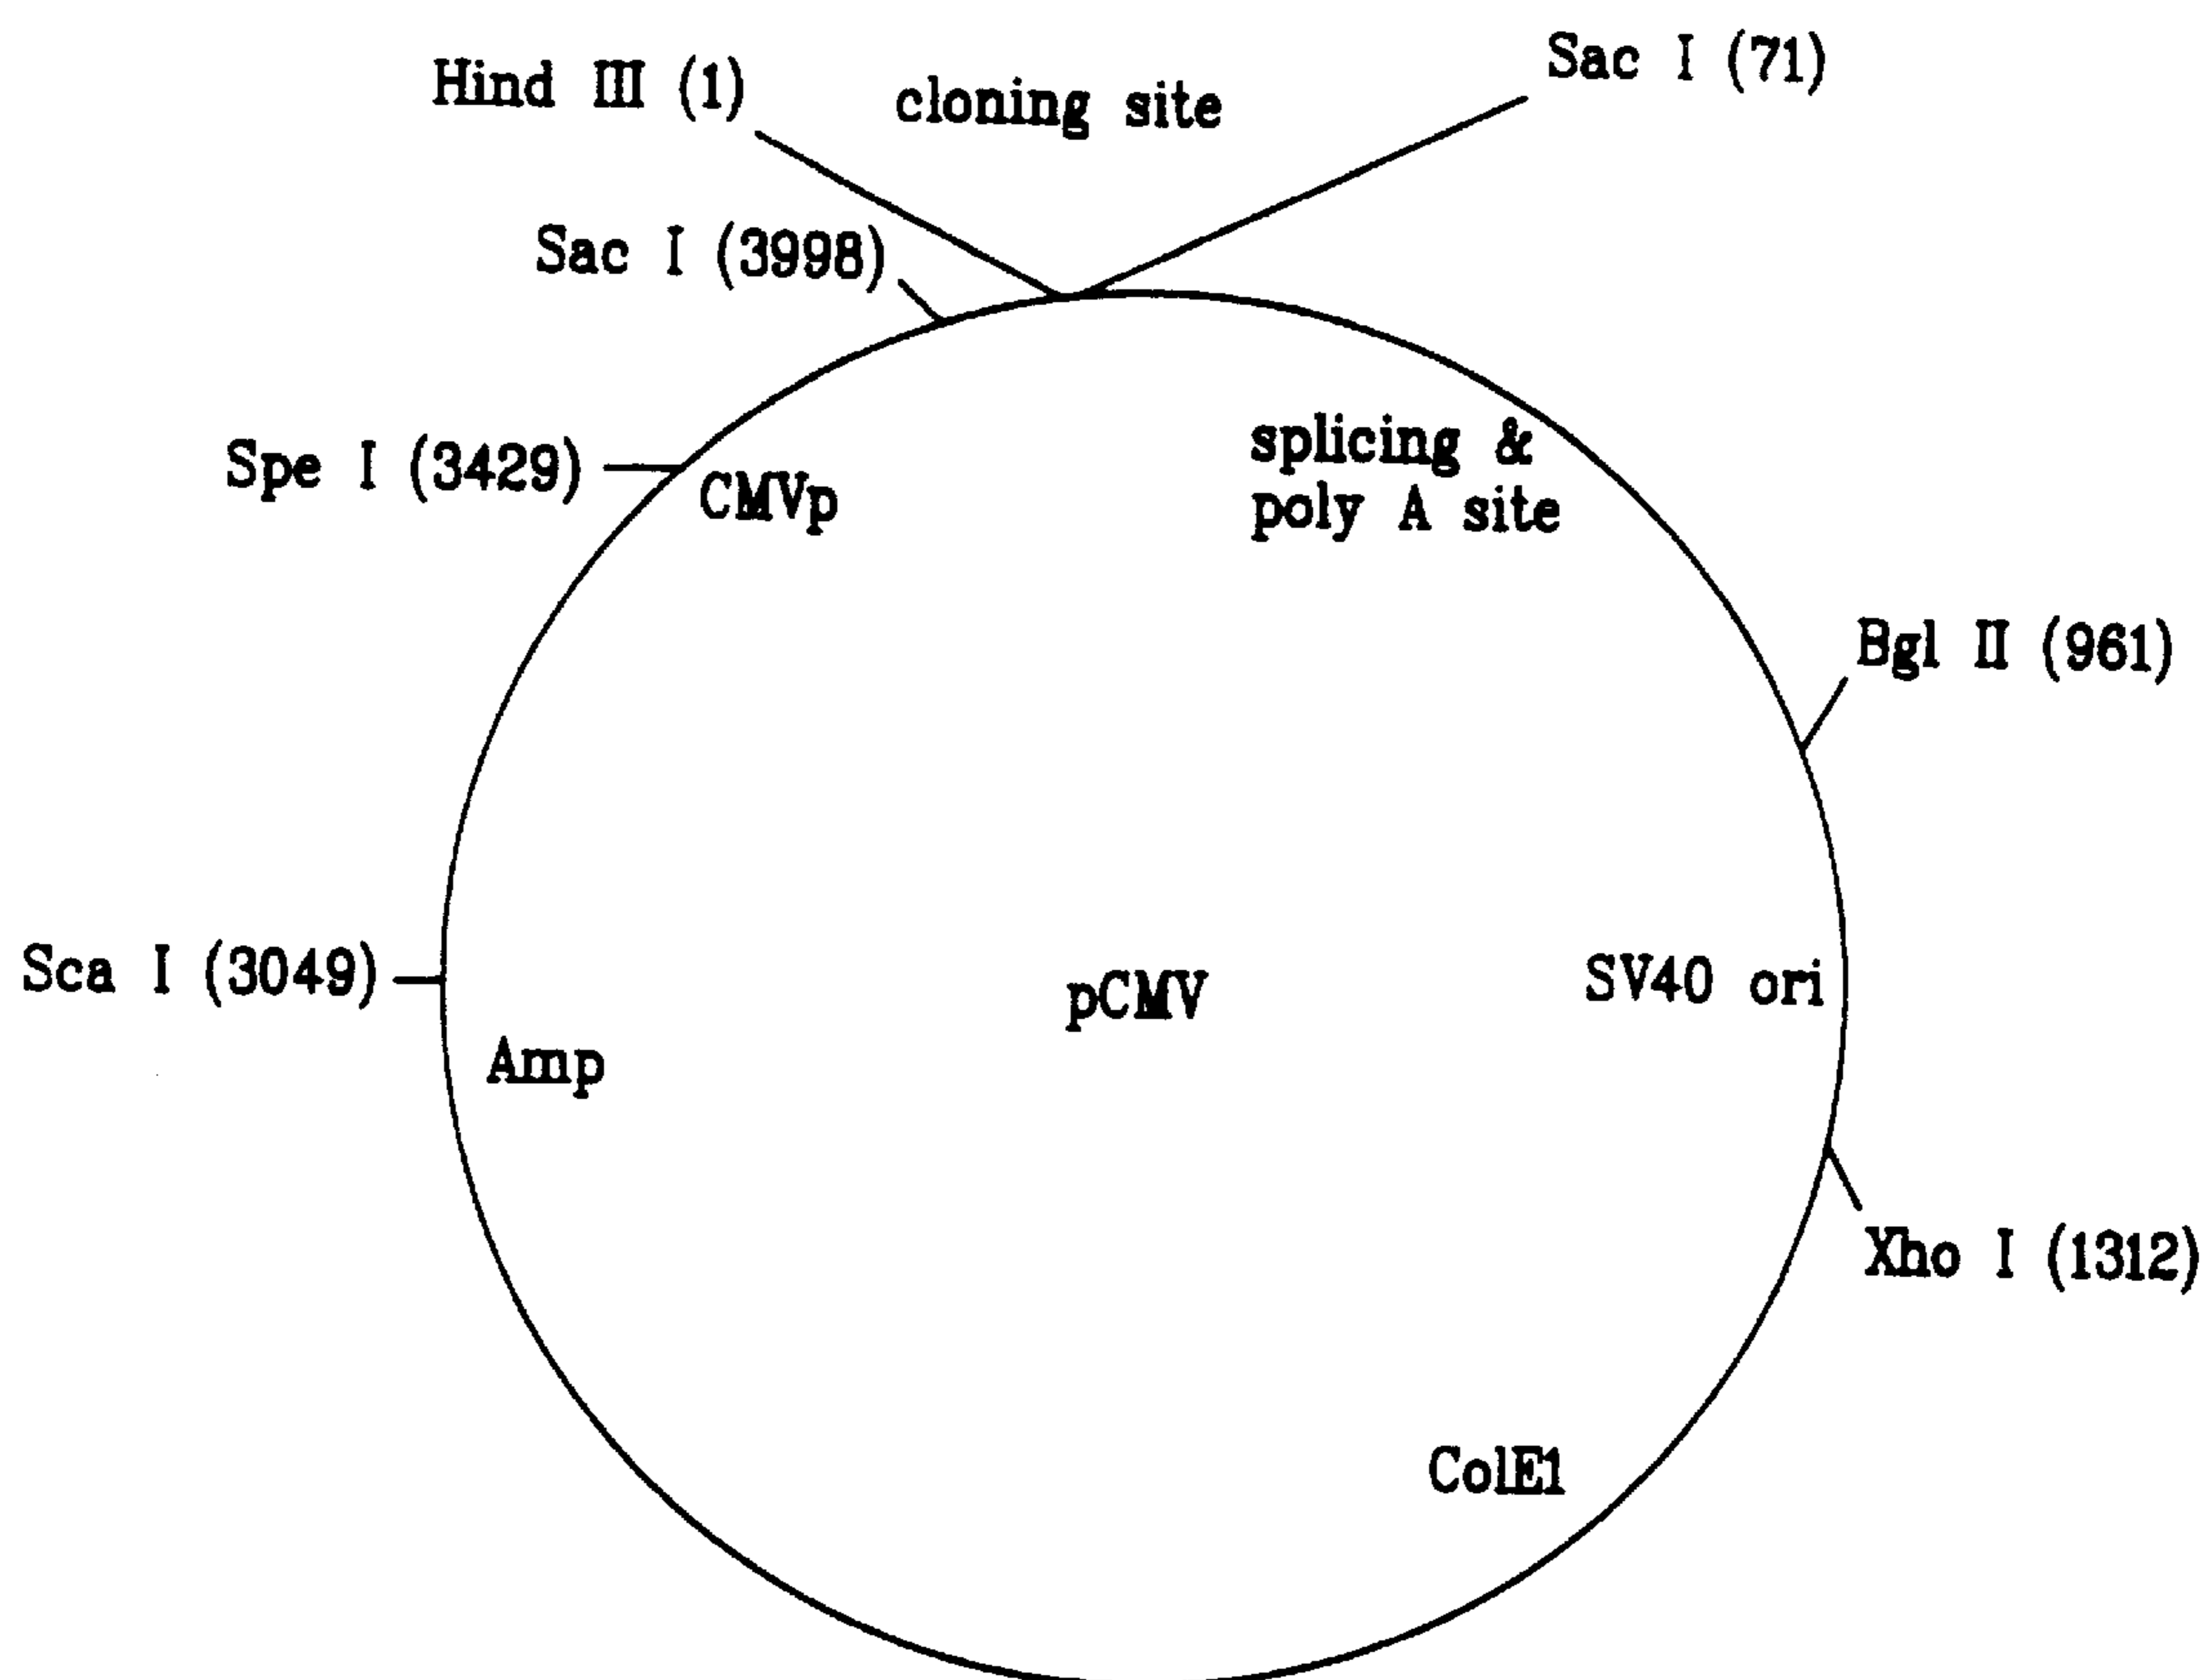 Hind III (1)
cloning site
Sac I (71)
Sac I (3998)
Spe I (3429)
CMVp
splicing &
poly A site
Bgl II (961)
Sca I (3049)
pCMV
SV40 ori
Amp
Xho I (1312)
ColE1